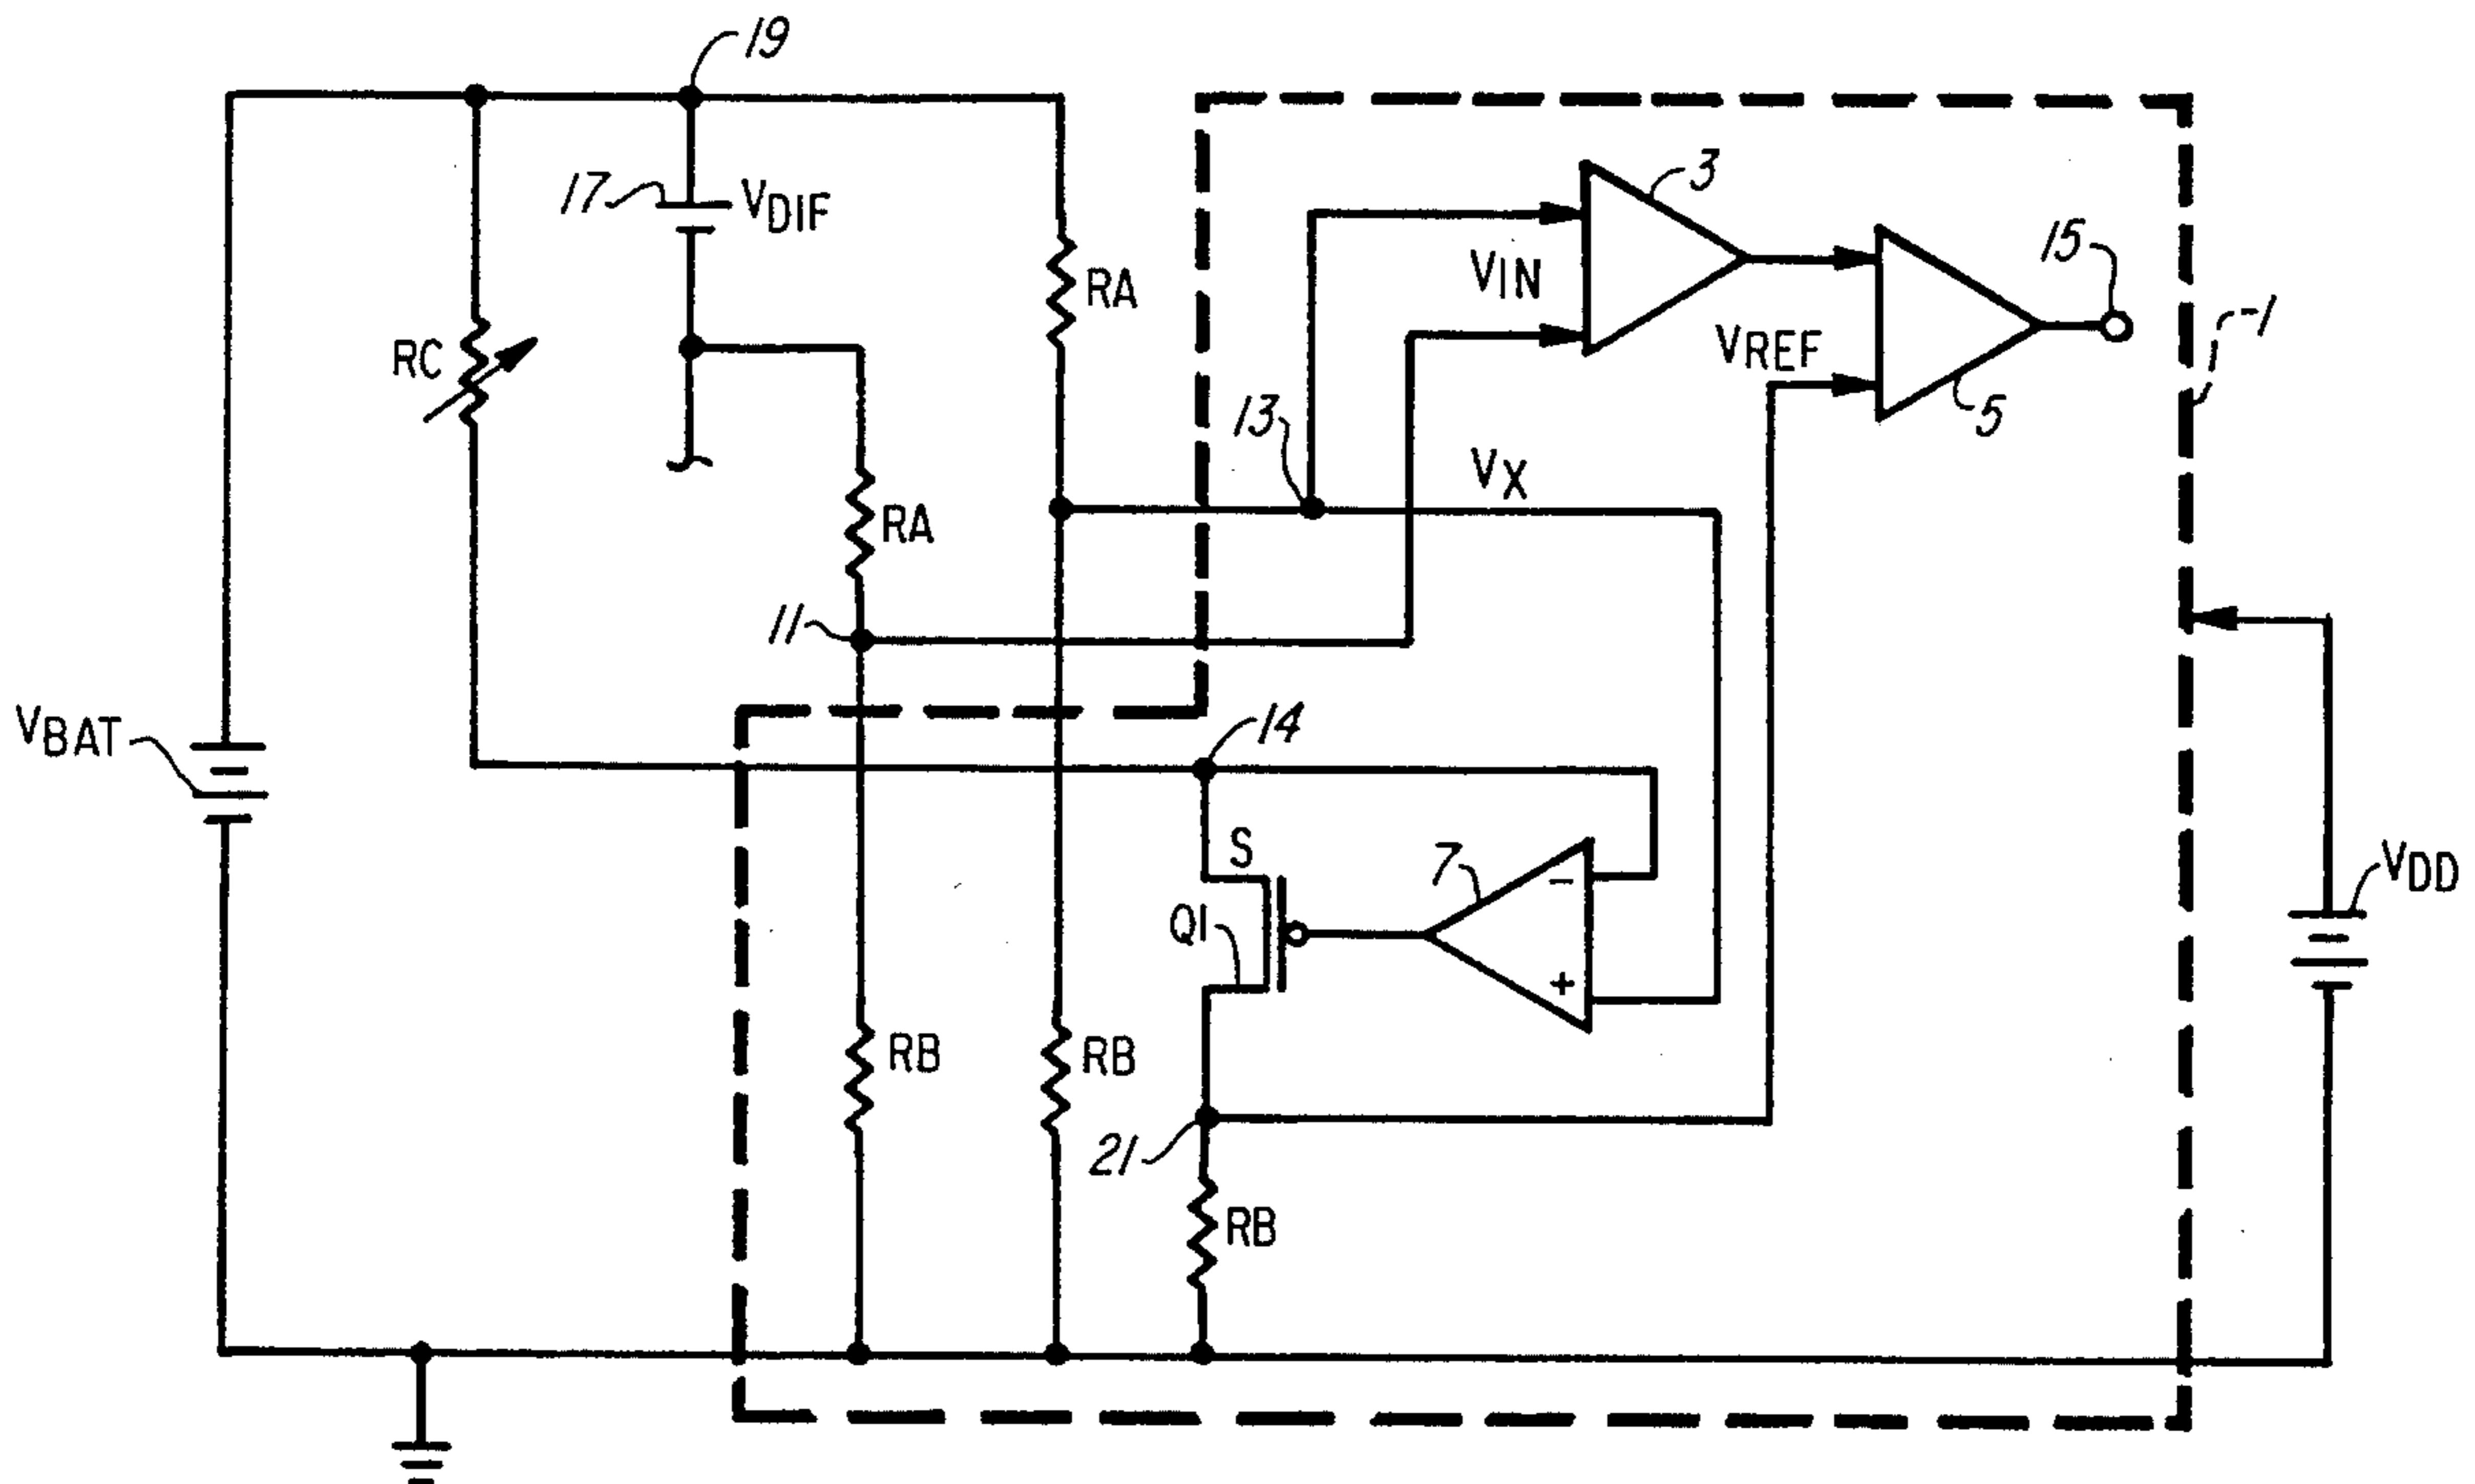 19
17
VDIF
3
15
RA
VIN
RC
VREF
1
5
13
VX
RA
11
VBAT
14
S
7
-
VDD
Q1
+
RB
RB
21
RB